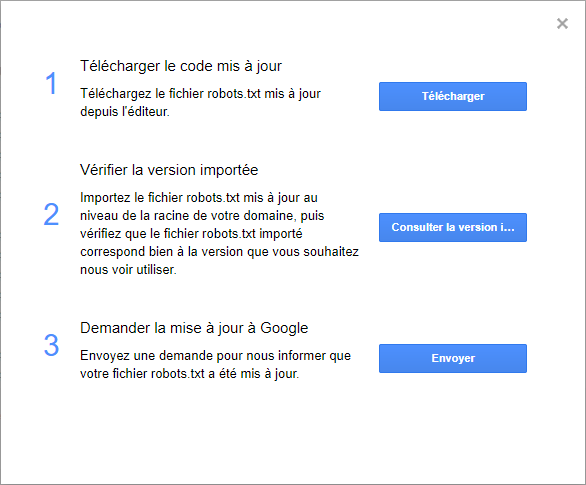 1
Télécharger le code mis à jour
Téléchargez le fichier robots.txt mis à jour
depuis l'éditeur.
Télécharger
2
Vérifier la version importée
Importez le fichier robots.txt mis à jour au
niveau de la racine de votre domaine, puis
vérifiez que le fichier robots.txt importé
correspond bien à la version que vous souhaitez
nous voir utiliser.
Consulter la version i…
3
Demander la mise à jour à Google
Envoyez une demande pour nous informer que
votre fichier robots.txt a été mis à jour.
Envoyer